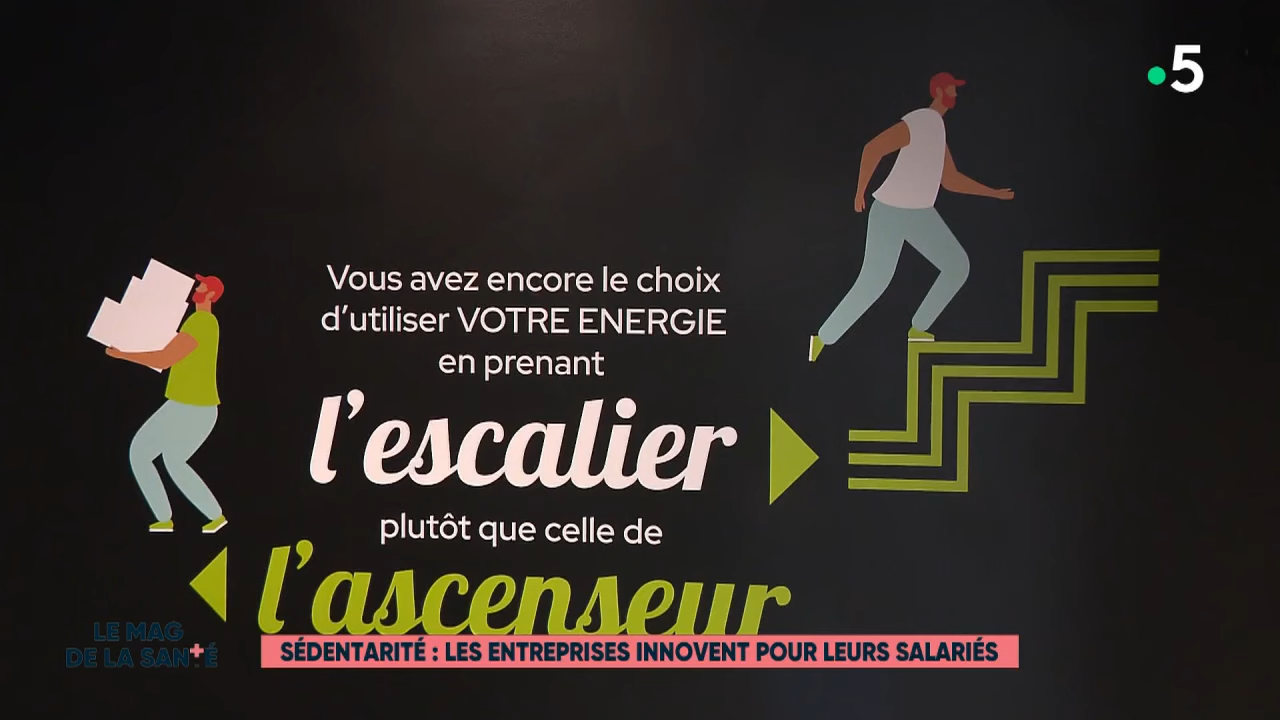 5
Vous avez encore le choix
d'utiliser VOTRE ENERGIE
en prenant
l'escalier
plutôt que celle de
l'ascenseur
LE MAG
DE LA SANTÉ
SÉDENTARITÉ : LES ENTREPRISES INNOVENT POUR LEURS SALARIÉS